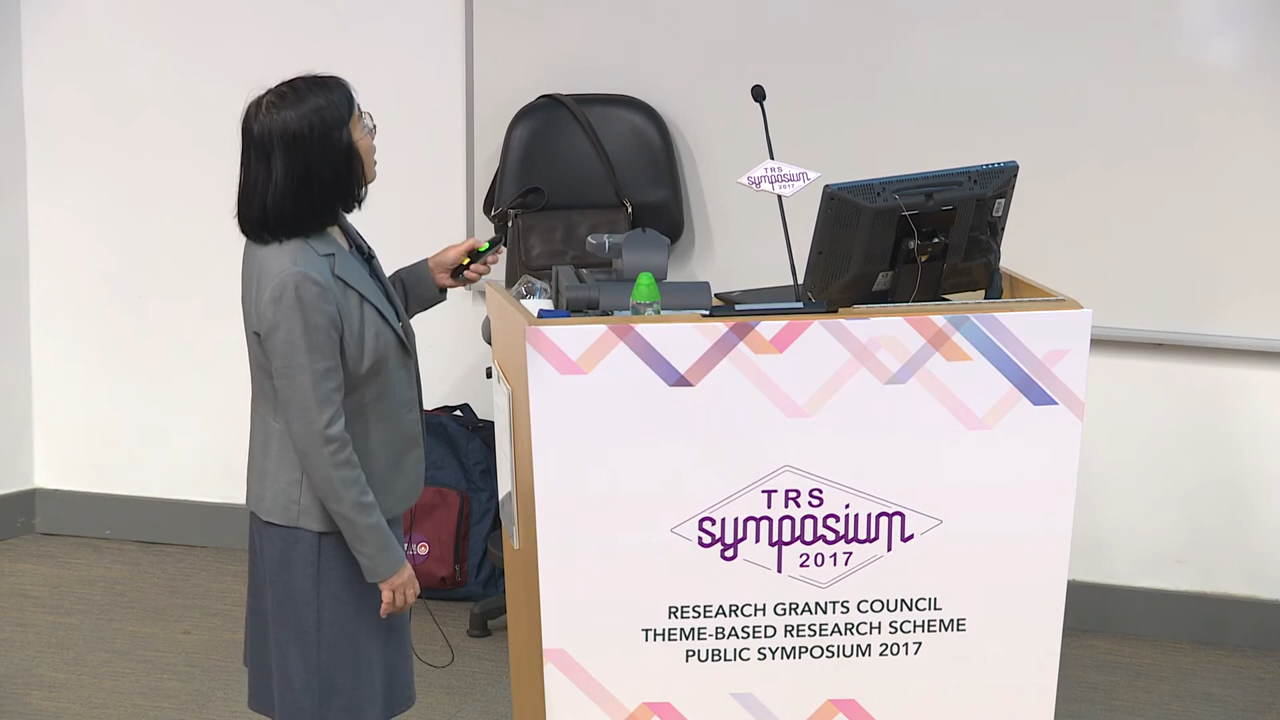 TRS
symposium
2017
TRS
symposium
2017
RESEARCH GRANTS COUNCIL
THEME-BASED RESEARCH SCHEME
PUBLIC SYMPOSIUM 2017